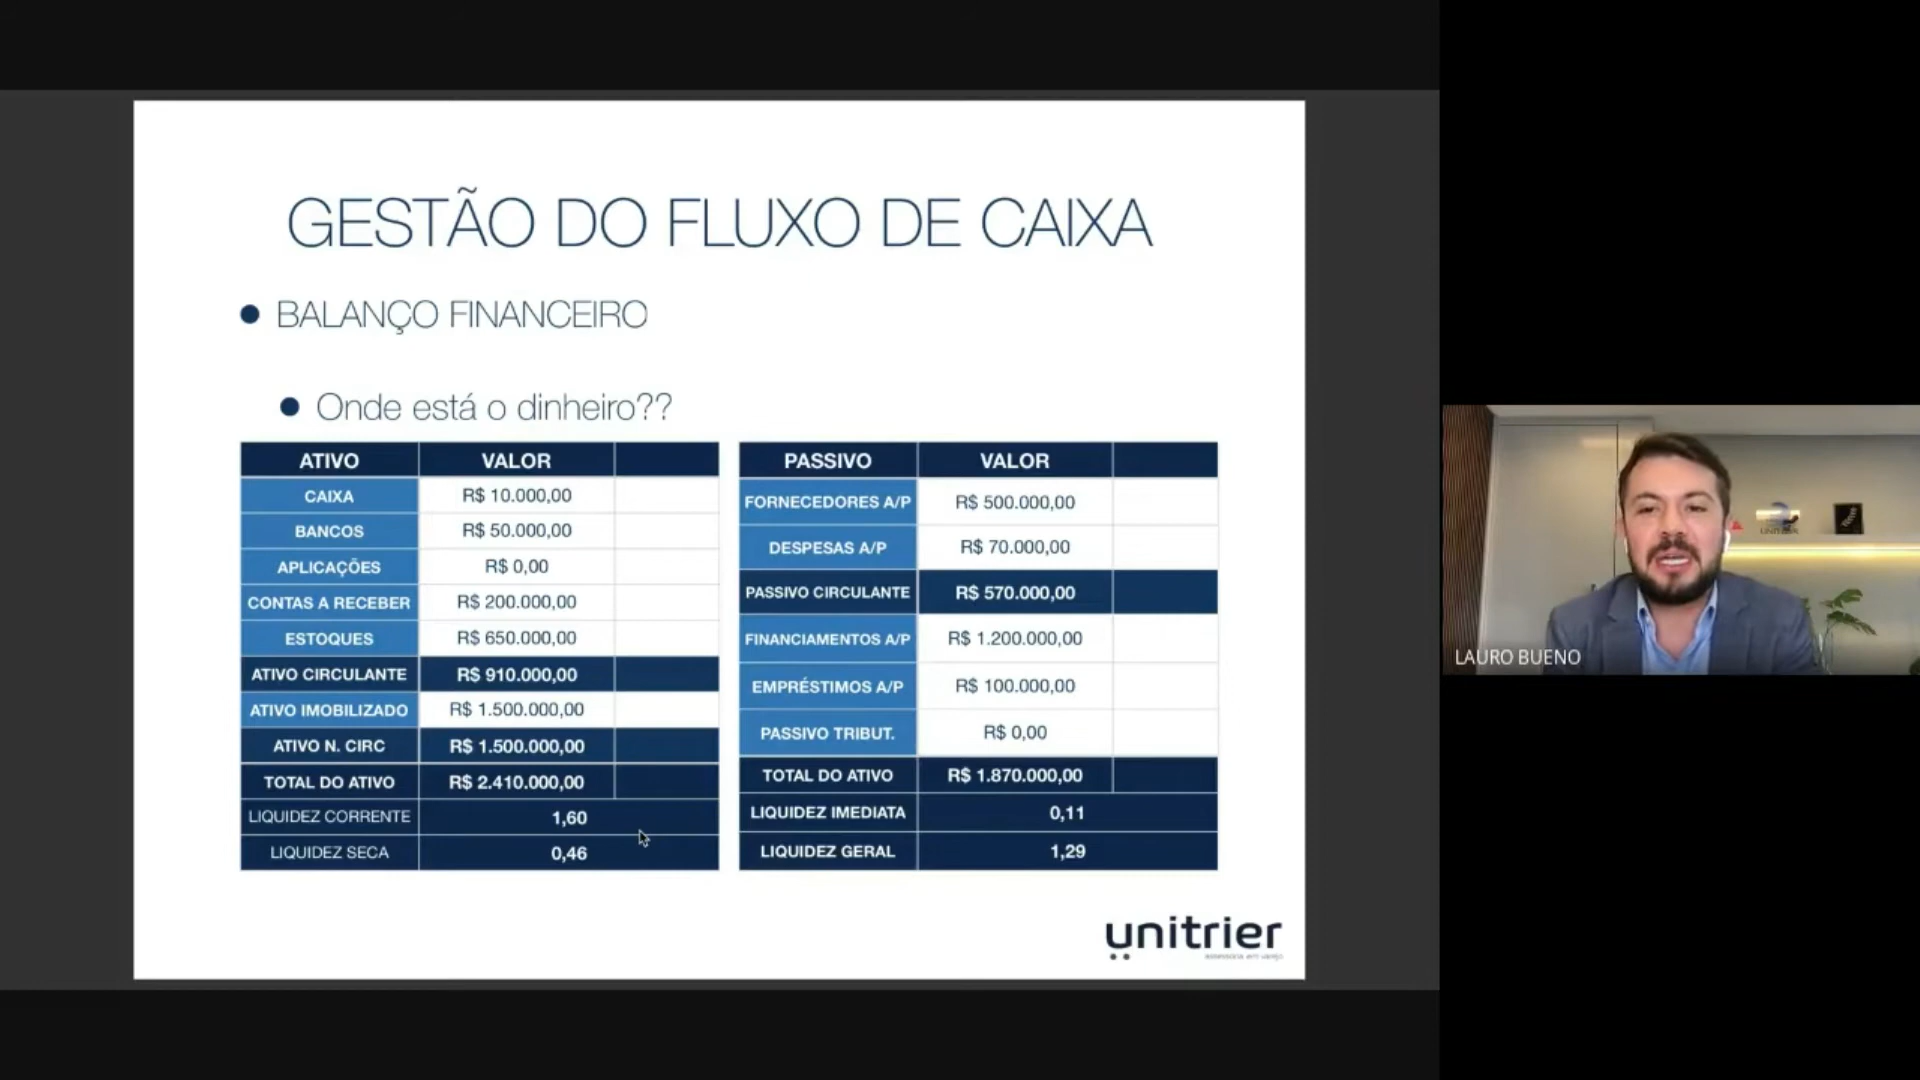 GESTÃO DO FLUXO DE CAIXA
BALANÇO FINANCEIRO
Onde está o dinheiro??
ATIVO VALOR
CAIXA R$ 10.000,00
BANCOS R$ 50.000,00
APLICAÇÕES R$ 0,00
CONTAS A RECEBER R$ 200.000,00
ESTOQUES R$ 650.000,00
ATIVO CIRCULANTE R$ 910.000,00
ATIVO IMOBILIZADO R$ 1.500.000,00
ATIVO N. CIRC R$ 1.500.000,00
TOTAL DO ATIVO R$ 2.410.000,00
LIQUIDEZ CORRENTE 1,60
LIQUIDEZ SECA 0,46
PASSIVO VALOR
FORNECEDORES A/P R$ 500.000,00
DESPESAS A/P R$ 70.000,00
PASSIVO CIRCULANTE R$ 570.000,00
FINANCIAMENTOS A/P R$ 1.200.000,00
EMPRÉSTIMOS A/P R$ 100.000,00
PASSIVO TRIBUT. R$ 0,00
TOTAL DO ATIVO R$ 1.870.000,00
LIQUIDEZ IMEDIATA 0,11
LIQUIDEZ GERAL 1,29
unitrier
assessoria em varejo
LAURO BUENO